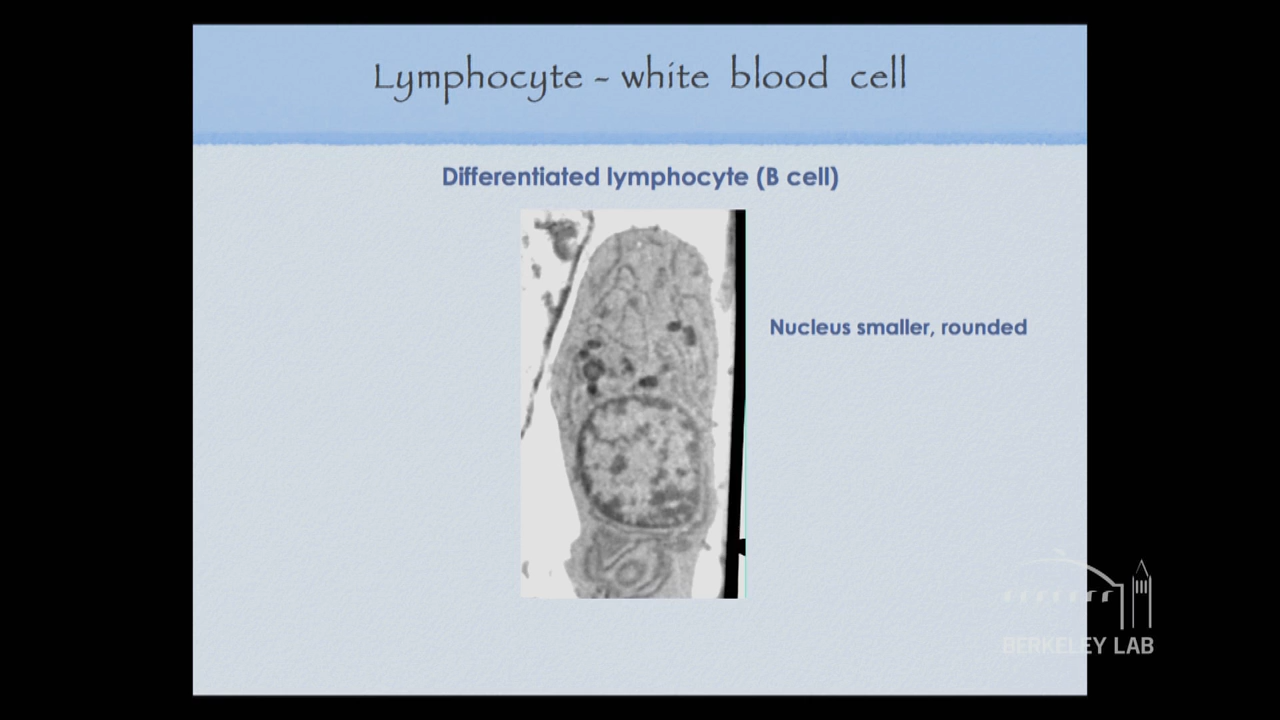 Lymphocyte - white blood cell
Differentiated lymphocyte (B cell)
Nucleus smaller, rounded
BERKELEY LAB